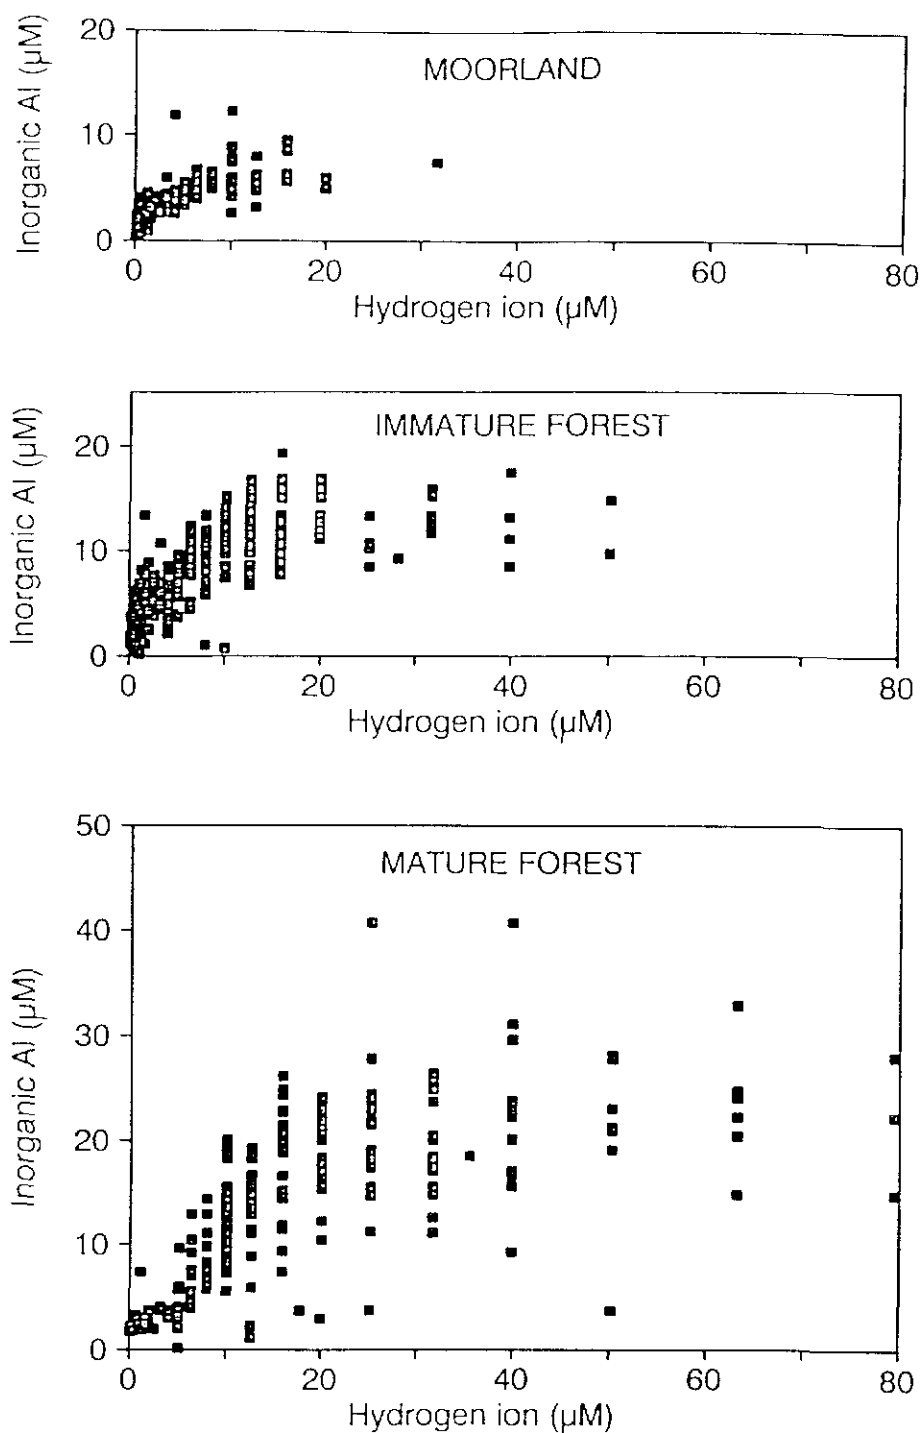 20
MOORLAND
10
0
Inorganic Al (µM)
0 20 40 60 80
Hydrogen ion (µM)
IMMATURE FOREST
20
10
0
Inorganic Al (µM)
0 20 40 60 80
Hydrogen ion (µM)
50
MATURE FOREST
40
30
20
10
0
Inorganic Al (µM)
0 20 40 60 80
Hydrogen ion (µM)